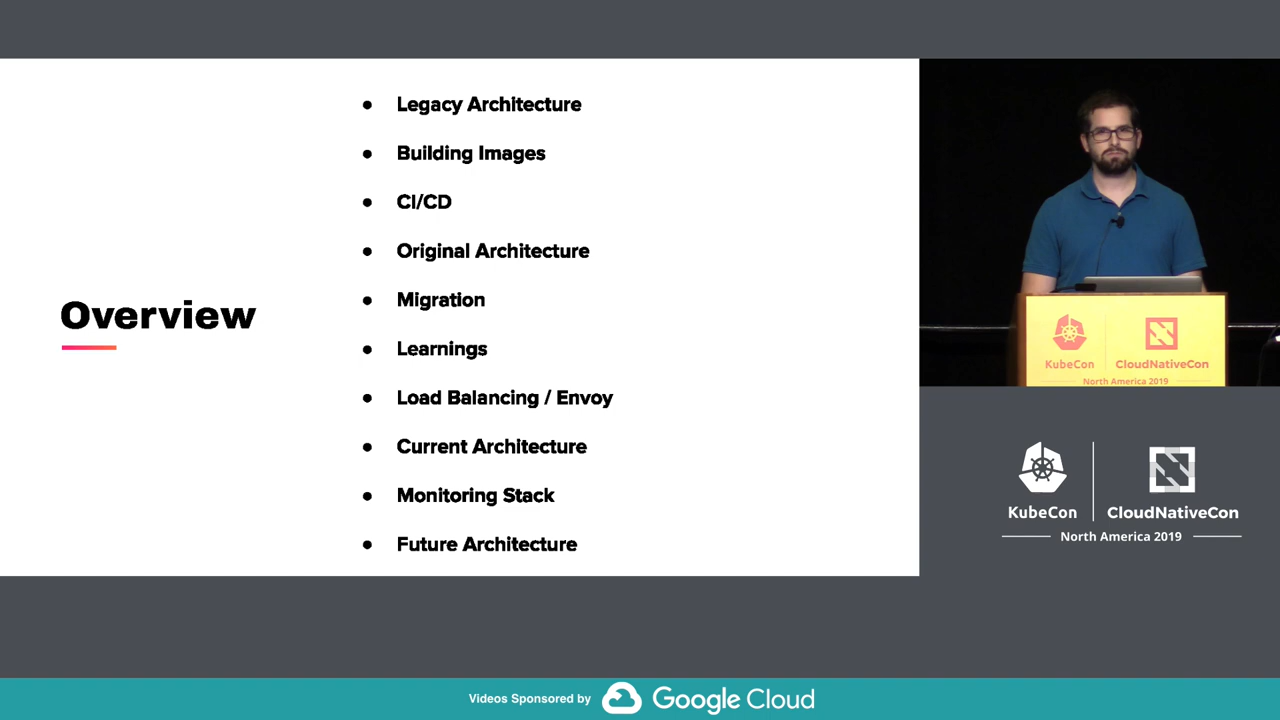 Overview
● Legacy Architecture
● Building Images
● CI/CD
● Original Architecture
● Migration
● Learnings
● Load Balancing / Envoy
● Current Architecture
● Monitoring Stack
● Future Architecture
KubeCon
CloudNativeCon
North America 2019
KubeCon
CloudNativeCon
North America 2019
Videos Sponsored by Google Cloud